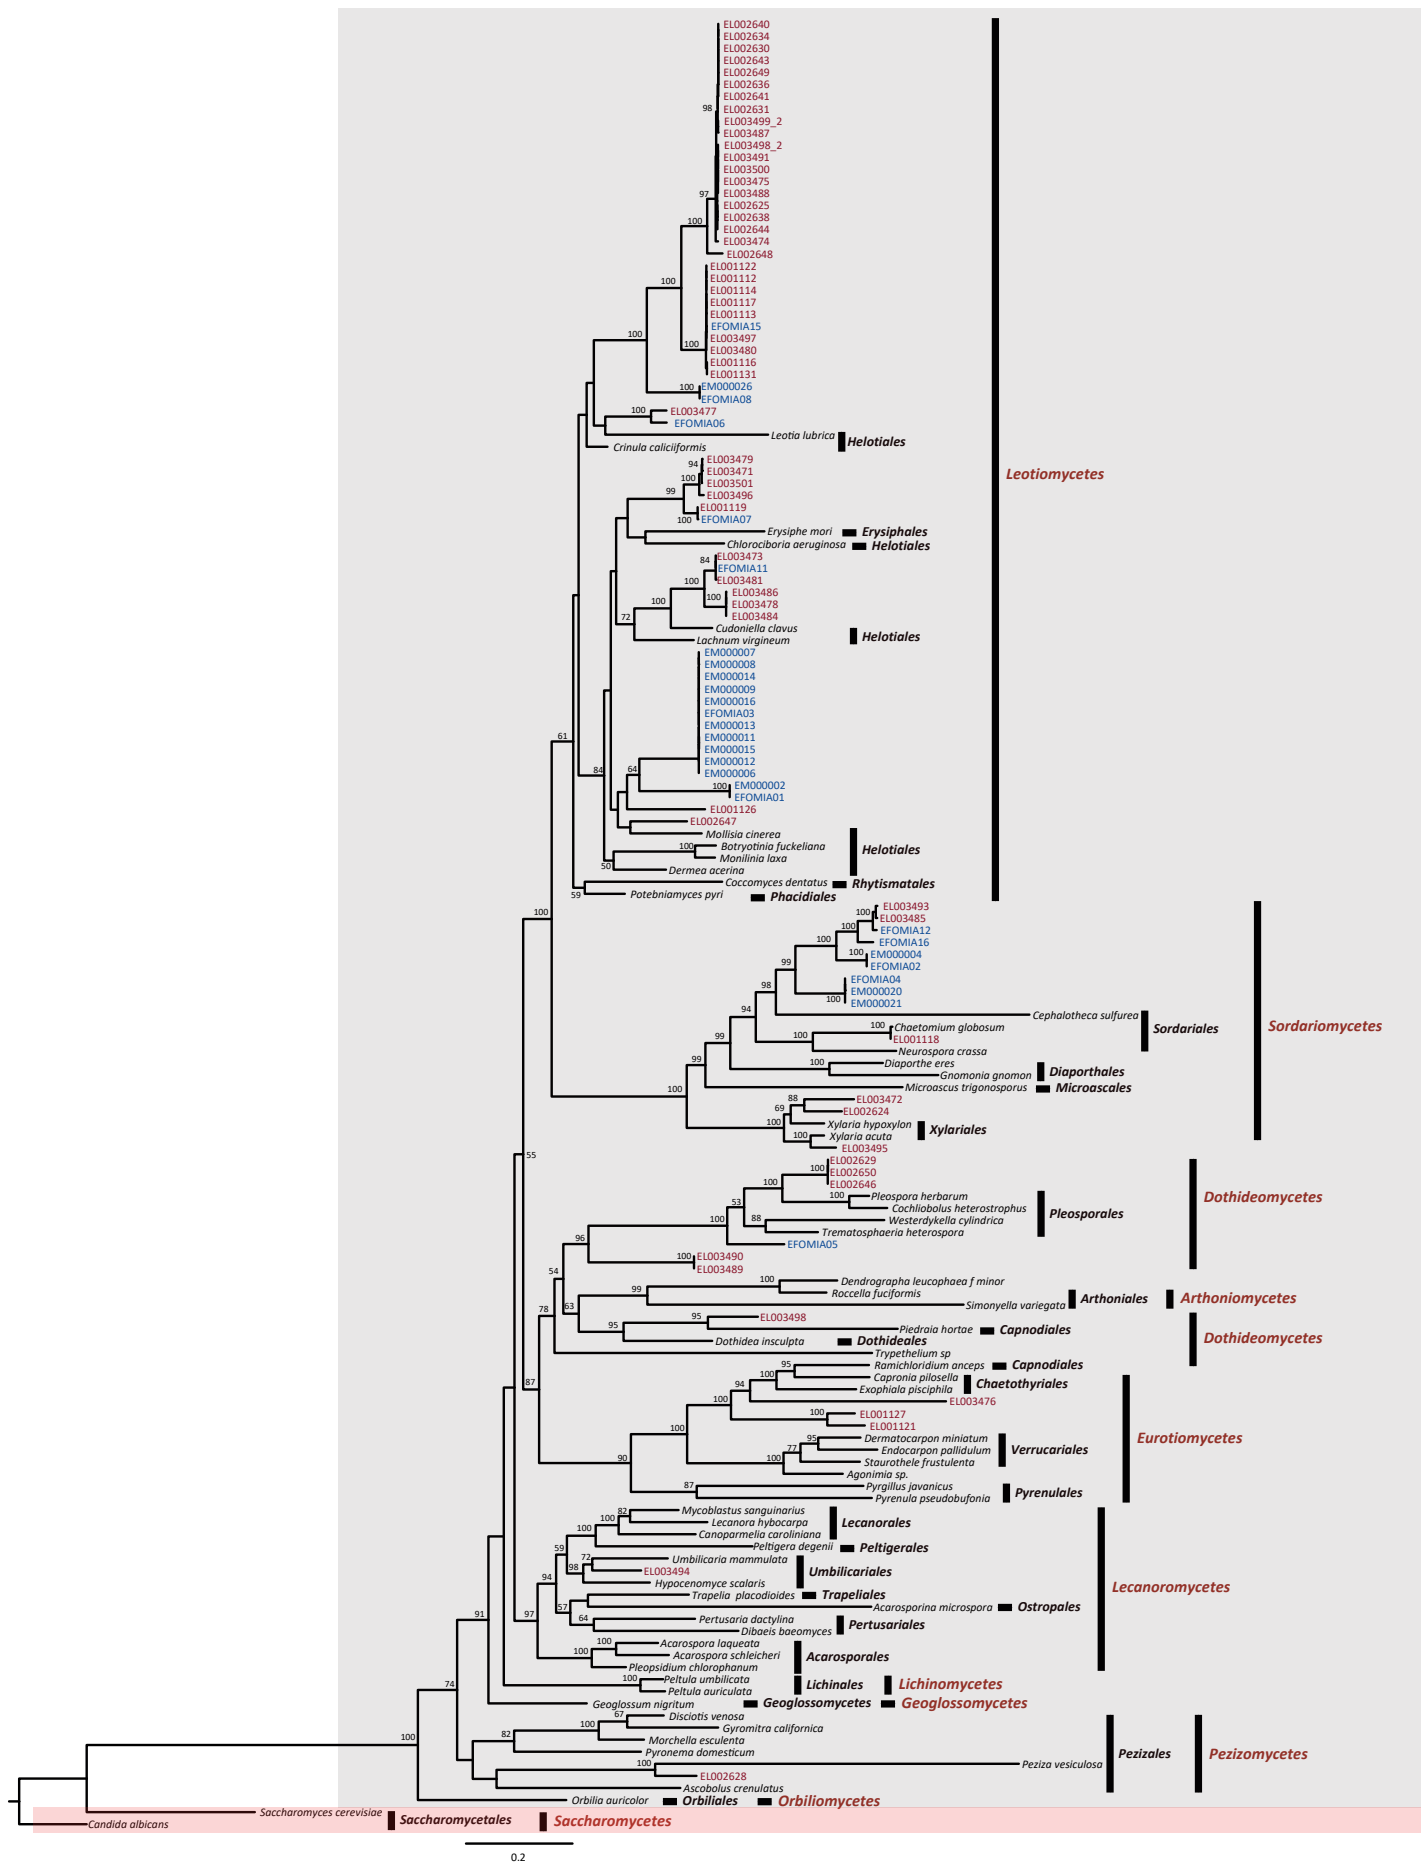 EL002640
EL002634
EL002630
EL002643
EL002649
EL002636
EL002641
98
EL002631
EL003499_2
EL003487
EL003498_2
EL003491
EL003500
EL003475
97
EL003488
EL002625
EL002638
100
EL002644
EL003474
EL002648
EL001122
EL001112
100
EL001114
EL001117
EL001113
EFOMIA15
100
EL003497
100
EL003480
EL001116
EL001131
100
EM000026
EFOMIA08
100
EL003477
EFOMIA06
Leotia lubrica
Helotiales
Crinula caliciiformis
EL003479
94
EL003471
Leotiomycetes
100
EL003501
99
EL003496
EL001119
100
EFOMIA07
Erysiphe mori
Erysiphales
Chlorociboria aeruginosa
Helotiales
EL003473
84
EFOMIA11
100
EL003481
EL003486
100
100
EL003478
72
EL003484
Cudoniella clavus
Lachnum virgineum
Helotiales
EM000007
EM000008
EM000014
EM000009
EM000016
EFOMIA03
EM000013
61
EM000011
EM000015
EM000012
84
64
EM000006
100
EM000002
EFOMIA01
EL001126
EL002647
Mollisia cinerea
100
Botryotinia fuckeliana
Helotiales
Monilinia laxa
50
Dermea acerina
Coccomyces dentatus
Rhytismatales
59
Potebniamyces pyri
Phacidiales
EL003493
100
100
EL003485
100
EFOMIA12
100
EFOMIA16
100
EM000004
99
EFOMIA02
EFOMIA04
98
EM000020
100
EM000021
94
Cephalotheca sulfurea
Sordariales
Sordariomycetes
100
Chaetomium globosum
99
100
EL001118
Neurospora crassa
99
Diaporthe eres
Diaporthales
Gnomonia gnomon
100
Microascus trigonosporus
Microascales
88
EL003472
69
EL002624
100
Xylaria hypoxylon
Xylariales
100
Xylaria acuta
EL003495
55
EL002629
100
EL002650
100
EL002646
100
Pleospora herbarum
Dothideomycetes
53
Cochliobolus heterostrophus
Pleosporales
100
88
Westerdykella cylindrica
Trematosphaeria heterospora
96
EFOMIA05
100
EL003490
EL003489
54
100
Dendrographa leucophaea f minor
99
Roccella fuciformis
Simonyella variegata
Arthoniales
Arthoniomycetes
78
63
95
EL003498
95
Piedraia hortae
Capnodiales
Dothidea insculpta
Dothideales
Dothideomycetes
Trypethelium sp
95
Ramichloridium anceps
Capnodiales
100
Capronia pilosella
87
94
Exophiala pisciphila
Chaetothyriales
100
EL003476
100
EL001127
EL001121
100
Dermatocarpon miniatum
95
Eurotiomycetes
77
Endocarpon pallidulum
Verrucariales
100
Staurothele frustulenta
90
Agonimia sp.
87
Pyrgillus javanicus
Pyrenulales
Pyrenula pseudobufonia
82
Mycoblastus sanguinarius
100
Lecanora hybocarpa
Lecanorales
100
Canoparmelia caroliniana
Peltigera degenii
Peltigerales
59
72
Umbilicaria mammulata
98
EL003494
Umbilicariales
94
Hypocenomyce scalaris
Lecanoromycetes
Trapelia placodioides
Trapeliales
57
Acarosporina microspora
Ostropales
91
97
64
Pertusaria dactylina
Pertusariales
Dibaeis baeomyces
100
Acarospora laqueata
100
Acarospora schleicheri
Acarosporales
Pleopsidium chlorophanum
100
Peltula umbilicata
Lichinales
Lichinomycetes
74
Peltula auriculata
Geoglossum nigritum
Geoglossomycetes
Geoglossomycetes
67
Disciotis venosa
100
Gyromitra californica
82
Morchella esculenta
100
Pyronema domesticum
Pezizales
Pezizomycetes
100
Peziza vesiculosa
EL002628
Ascobolus crenulatus
Orbilia auricolor
Orbiliales
Orbiliomycetes
Saccharomyces cerevisiae
Saccharomycetales
Saccharomycetes
Candida albicans
0.2